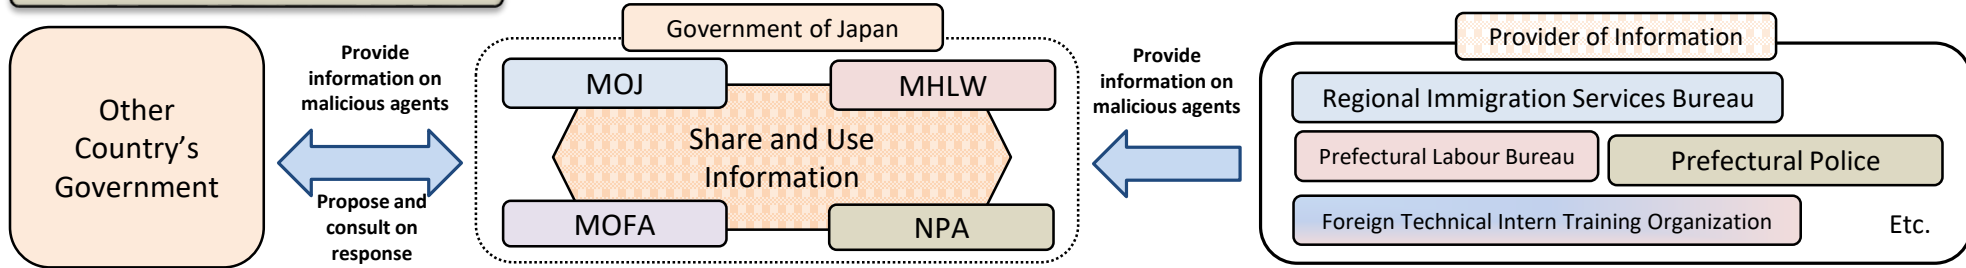 Other
Country's
Government
Provide
information on
malicious agents
Propose and
consult on
response
Government of Japan
MOJ
MHLW
Share and Use
Information
MOFA
NPA
Provide
information on
malicious agents
Provider of Information
Regional Immigration Services Bureau
Prefectural Labour Bureau
Prefectural Police
Foreign Technical Intern Training Organization
Etc.